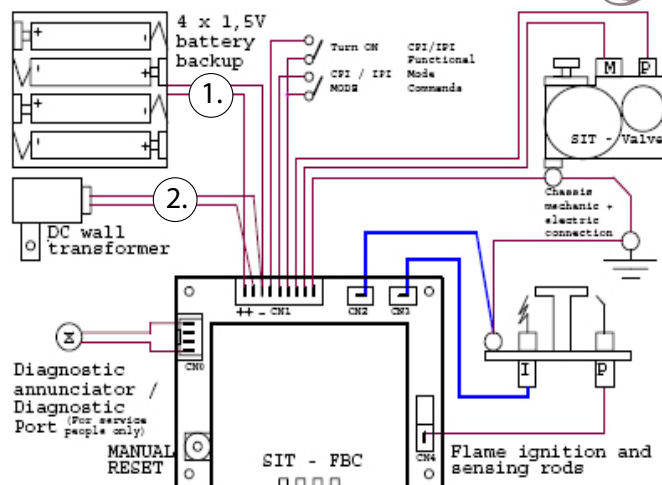 4 x 1,5V
battery
backup
1.
Turn ON
CPI / IPI
MODE
CPI/IPI
Functional
Mode
Commands
M P
SIT - Valve
2.
DC wall
transformer
Chassis
mechanic +
electric
connection
++ - CN1
CN2
CN3
CN0
I
P
Diagnostic
annunciator /
Diagnostic
Port (For service
people only)
MANUAL
RESET
SIT - FBC
CN4
Flame ignition and
sensing rods